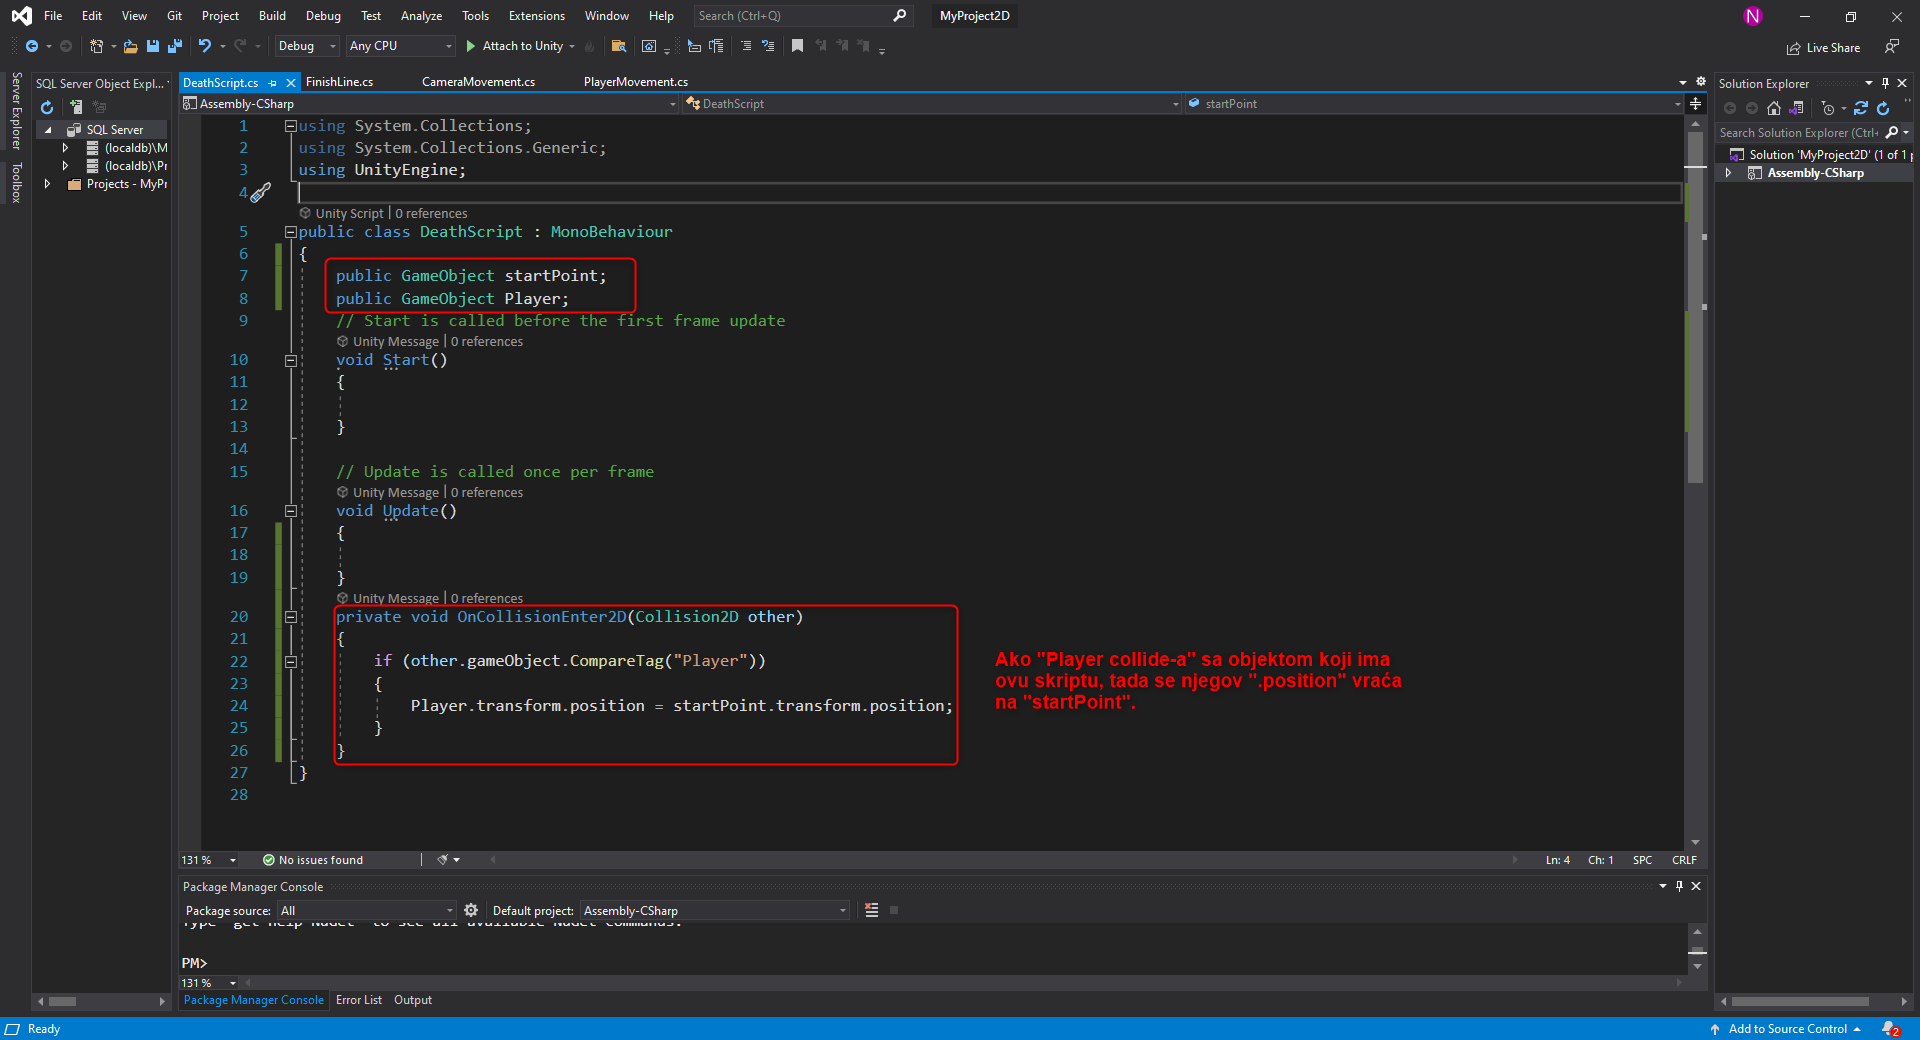 File Edit View Git Project Build Debug Test Analyze Tools Extensions Window Help Search (Ctrl+Q) MyProject2D N
Debug Any CPU Attach to Unity Live Share
Server Explorer
Toolbox
SQL Server Object Expl...
SQL Server
(localdb)\M
(localdb)\Pr
Projects - MyPr
DeathScript.cs FinishLine.cs CameraMovement.cs PlayerMovement.cs
Assembly-CSharp DeathScript startPoint
1 using System.Collections;
2 using System.Collections.Generic;
3 using UnityEngine;
4
Unity Script | 0 references
5 public class DeathScript : MonoBehaviour
6 {
7 public GameObject startPoint;
8 public GameObject Player;
9 // Start is called before the first frame update
Unity Message | 0 references
10 void Start()
11 {
12
13 }
14
15 // Update is called once per frame
Unity Message | 0 references
16 void Update()
17 {
18
19 }
Unity Message | 0 references
20 private void OnCollisionEnter2D(Collision2D other)
21 {
22 if (other.gameObject.CompareTag("Player"))
23 {
24 Player.transform.position = startPoint.transform.position;
25 }
26 }
27 }
28
Ako "Player collide-a" sa objektom koji ima
ovu skriptu, tada se njegov ".position" vraća
na "startPoint".
131 % No issues found Ln: 4 Ch: 1 SPC CRLF
Package Manager Console
Package source: All Default project: Assembly-CSharp
Type 'get-help NuGet' to see all available NuGet commands.
PM>
131 %
Package Manager Console Error List Output
Solution Explorer
Search Solution Explorer (Ctrl+
Solution 'MyProject2D' (1 of 1 p
Assembly-CSharp
Ready Add to Source Control 2